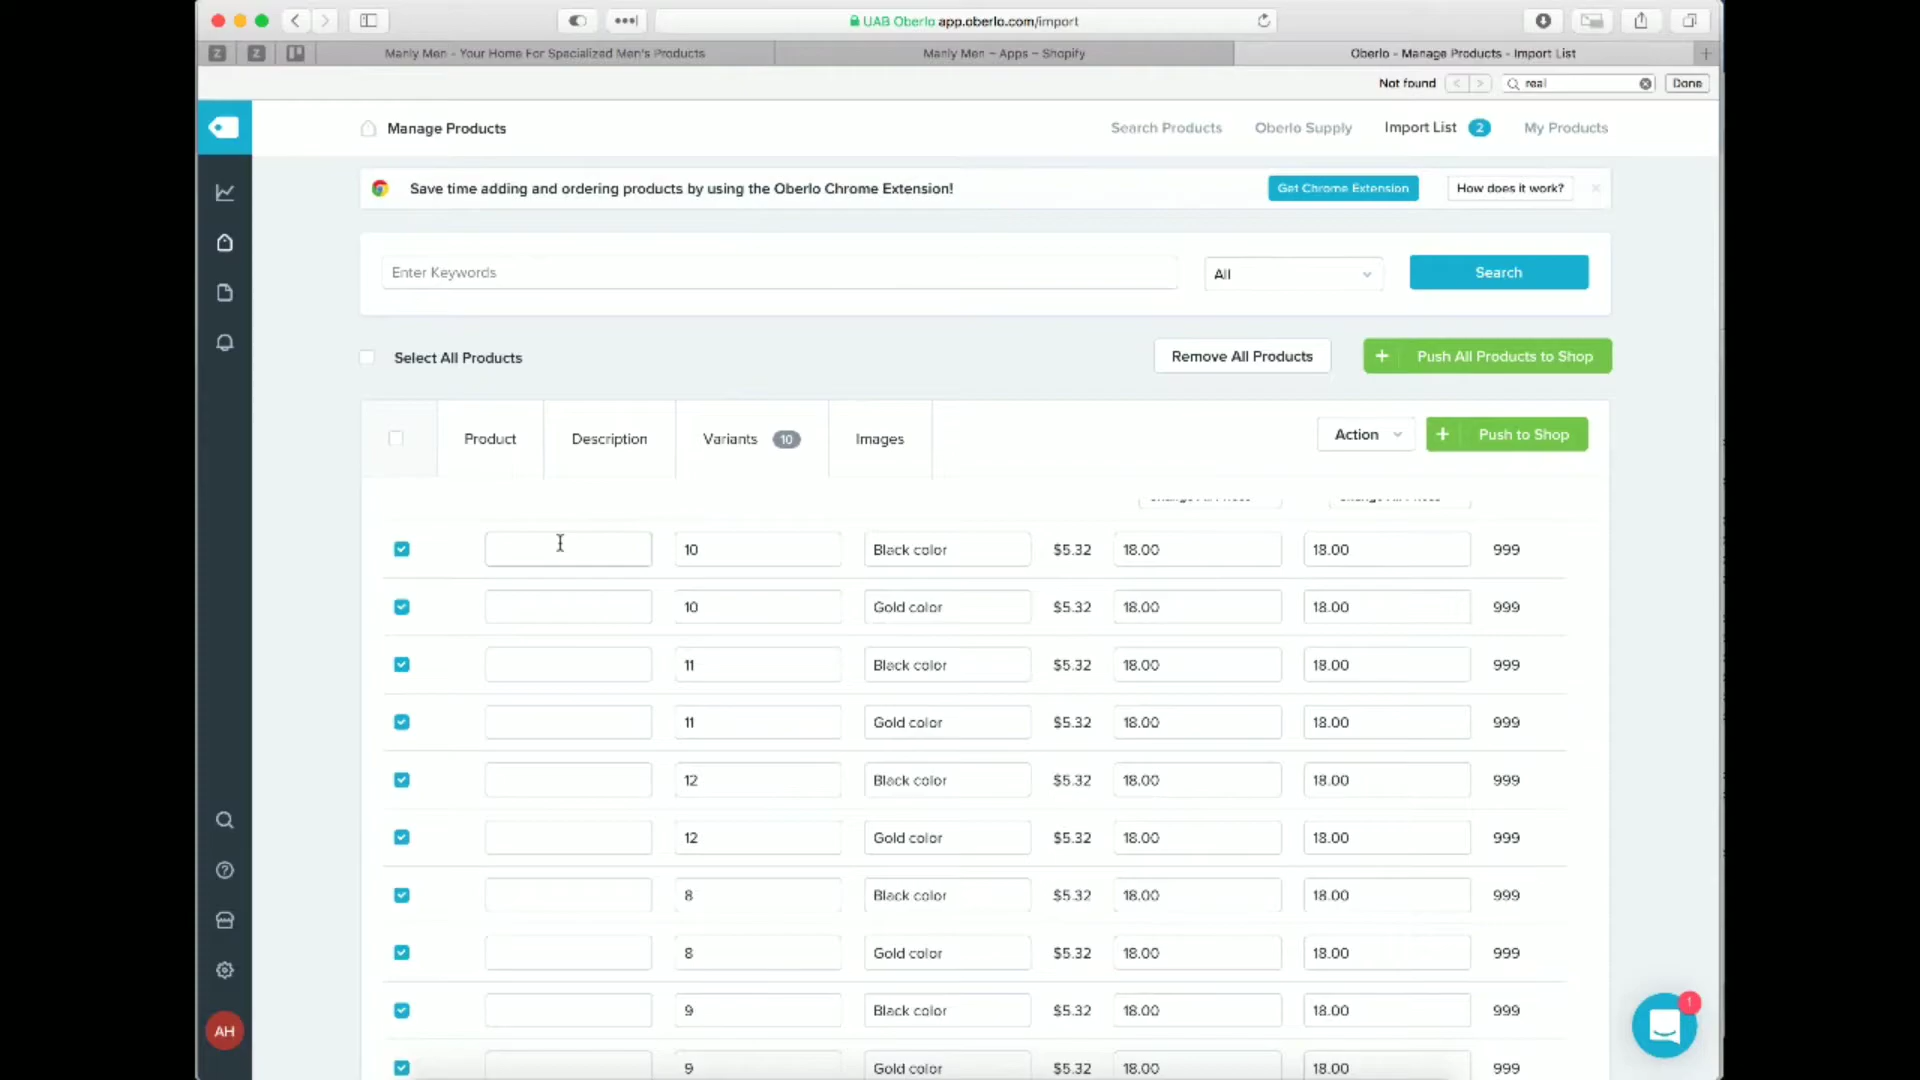 UAB Oberlo app.oberlo.com/import
Z Z Manly Men - Your Home For Specialized Men's Products Manly Men ~ Apps ~ Shopify Oberlo - Manage Products - Import List
Not found real Done
Manage Products Search Products Oberlo Supply Import List 2 My Products
Save time adding and ordering products by using the Oberlo Chrome Extension! Get Chrome Extension How does it work?
Enter Keywords All Search
Select All Products Remove All Products + Push All Products to Shop
Product Description Variants 10 Images Action + Push to Shop
10 Black color $5.32 18.00 18.00 999
10 Gold color $5.32 18.00 18.00 999
11 Black color $5.32 18.00 18.00 999
11 Gold color $5.32 18.00 18.00 999
12 Black color $5.32 18.00 18.00 999
12 Gold color $5.32 18.00 18.00 999
8 Black color $5.32 18.00 18.00 999
8 Gold color $5.32 18.00 18.00 999
9 Black color $5.32 18.00 18.00 999
9 Gold color $5.32 18.00 18.00 999
AH
1